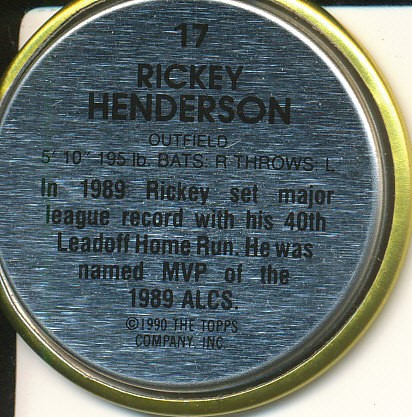 17
RICKEY
HENDERSON
OUTFIELD
5' 10" 195 lb. BATS: R THROWS: L
In 1989 Rickey set major
league record with his 40th
Leadoff Home Run. He was
named MVP of the
1989 ALCS.
©1990 THE TOPPS
COMPANY, INC.